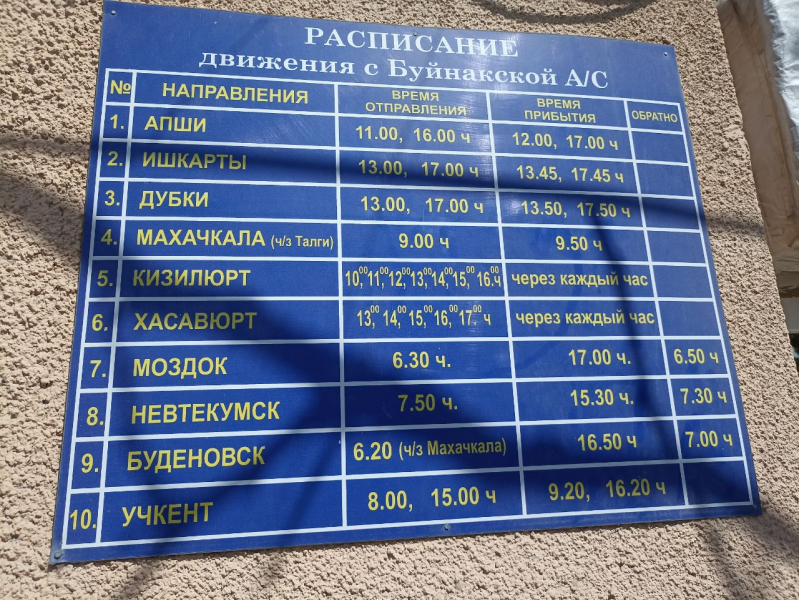 РАСПИСАНИЕ
движения с Буйнакской А/С
№ НАПРАВЛЕНИЯ ВРЕМЯ ОТПРАВЛЕНИЯ ВРЕМЯ ПРИБЫТИЯ ОБРАТНО
1. АПШИ 11.00, 16.00 ч 12.00, 17.00 ч
2. ИШКАРТЫ 13.00, 17.00 ч 13.45, 17.45 ч
3. ДУБКИ 13.00, 17.00 ч 13.50, 17.50 ч
4. МАХАЧКАЛА (ч/з Талги) 9.00 ч 9.50 ч
5. КИЗИЛЮРТ 10,⁰⁰ 11,⁰⁰ 12,⁰⁰ 13,⁰⁰ 14,⁰⁰ 15,⁰⁰ 16.⁰⁰ч через каждый час
6. ХАСАВЮРТ 13,⁰⁰ 14,⁰⁰ 15,⁰⁰ 16,⁰⁰ 17.⁰⁰ ч через каждый час
7. МОЗДОК 6.30 ч. 17.00 ч. 6.50 ч
8. НЕВТЕКУМСК 7.50 ч. 15.30 ч. 7.30 ч
9. БУДЕНОВСК 6.20 (ч/з Махачкала) 16.50 ч 7.00 ч
10. УЧКЕНТ 8.00, 15.00 ч 9.20, 16.20 ч